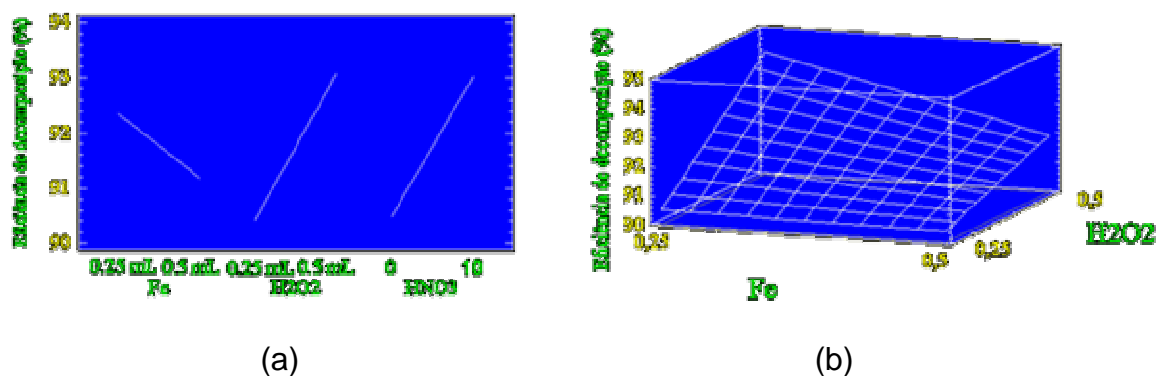 Eficiência de decomposição (%)
94
93
92
91
90
0.25 mL 0.5 mL 0.25 mL 0.5 mL 0 10
Fe H2O2 HNO3
(a)
Eficiência de decomposição (%)
95
94
93
92
91
90
0,25
0,5
Fe
0,25
0,5
H2O2
(b)